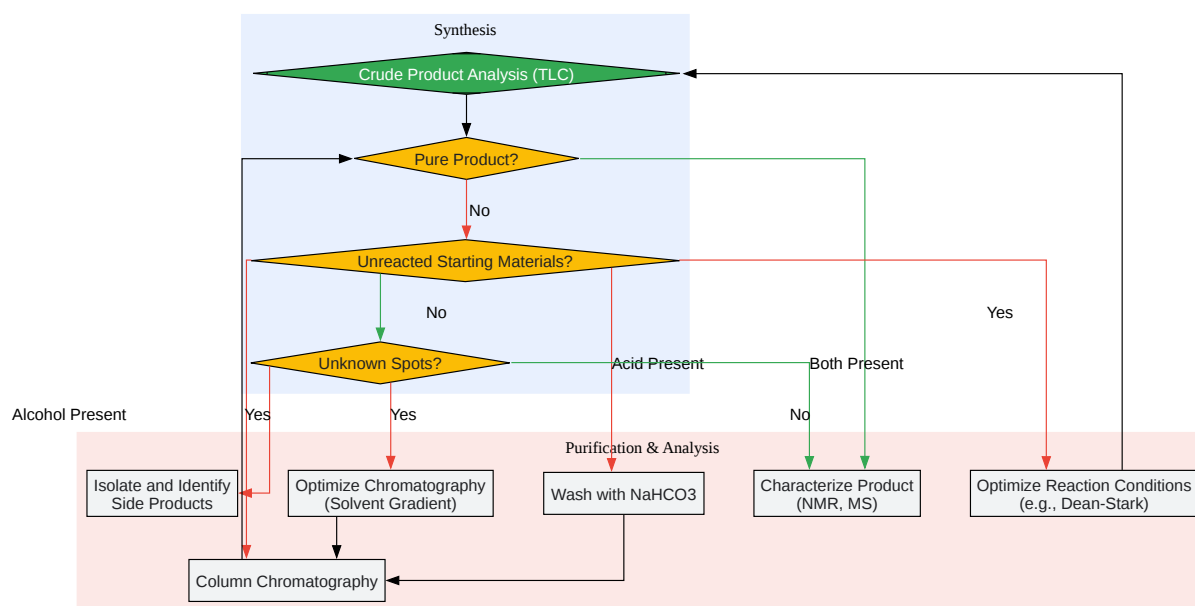 Synthesis
Crude Product Analysis (TLC)
Pure Product?
No
Unreacted Starting Materials?
No
Yes
Unknown Spots?
Acid Present
Both Present
Alcohol Present
Yes
Yes
No
Purification & Analysis
Isolate and Identify
Side Products
Optimize Chromatography
(Solvent Gradient)
Wash with NaHCO3
Characterize Product
(NMR, MS)
Optimize Reaction Conditions
(e.g., Dean-Stark)
Column Chromatography